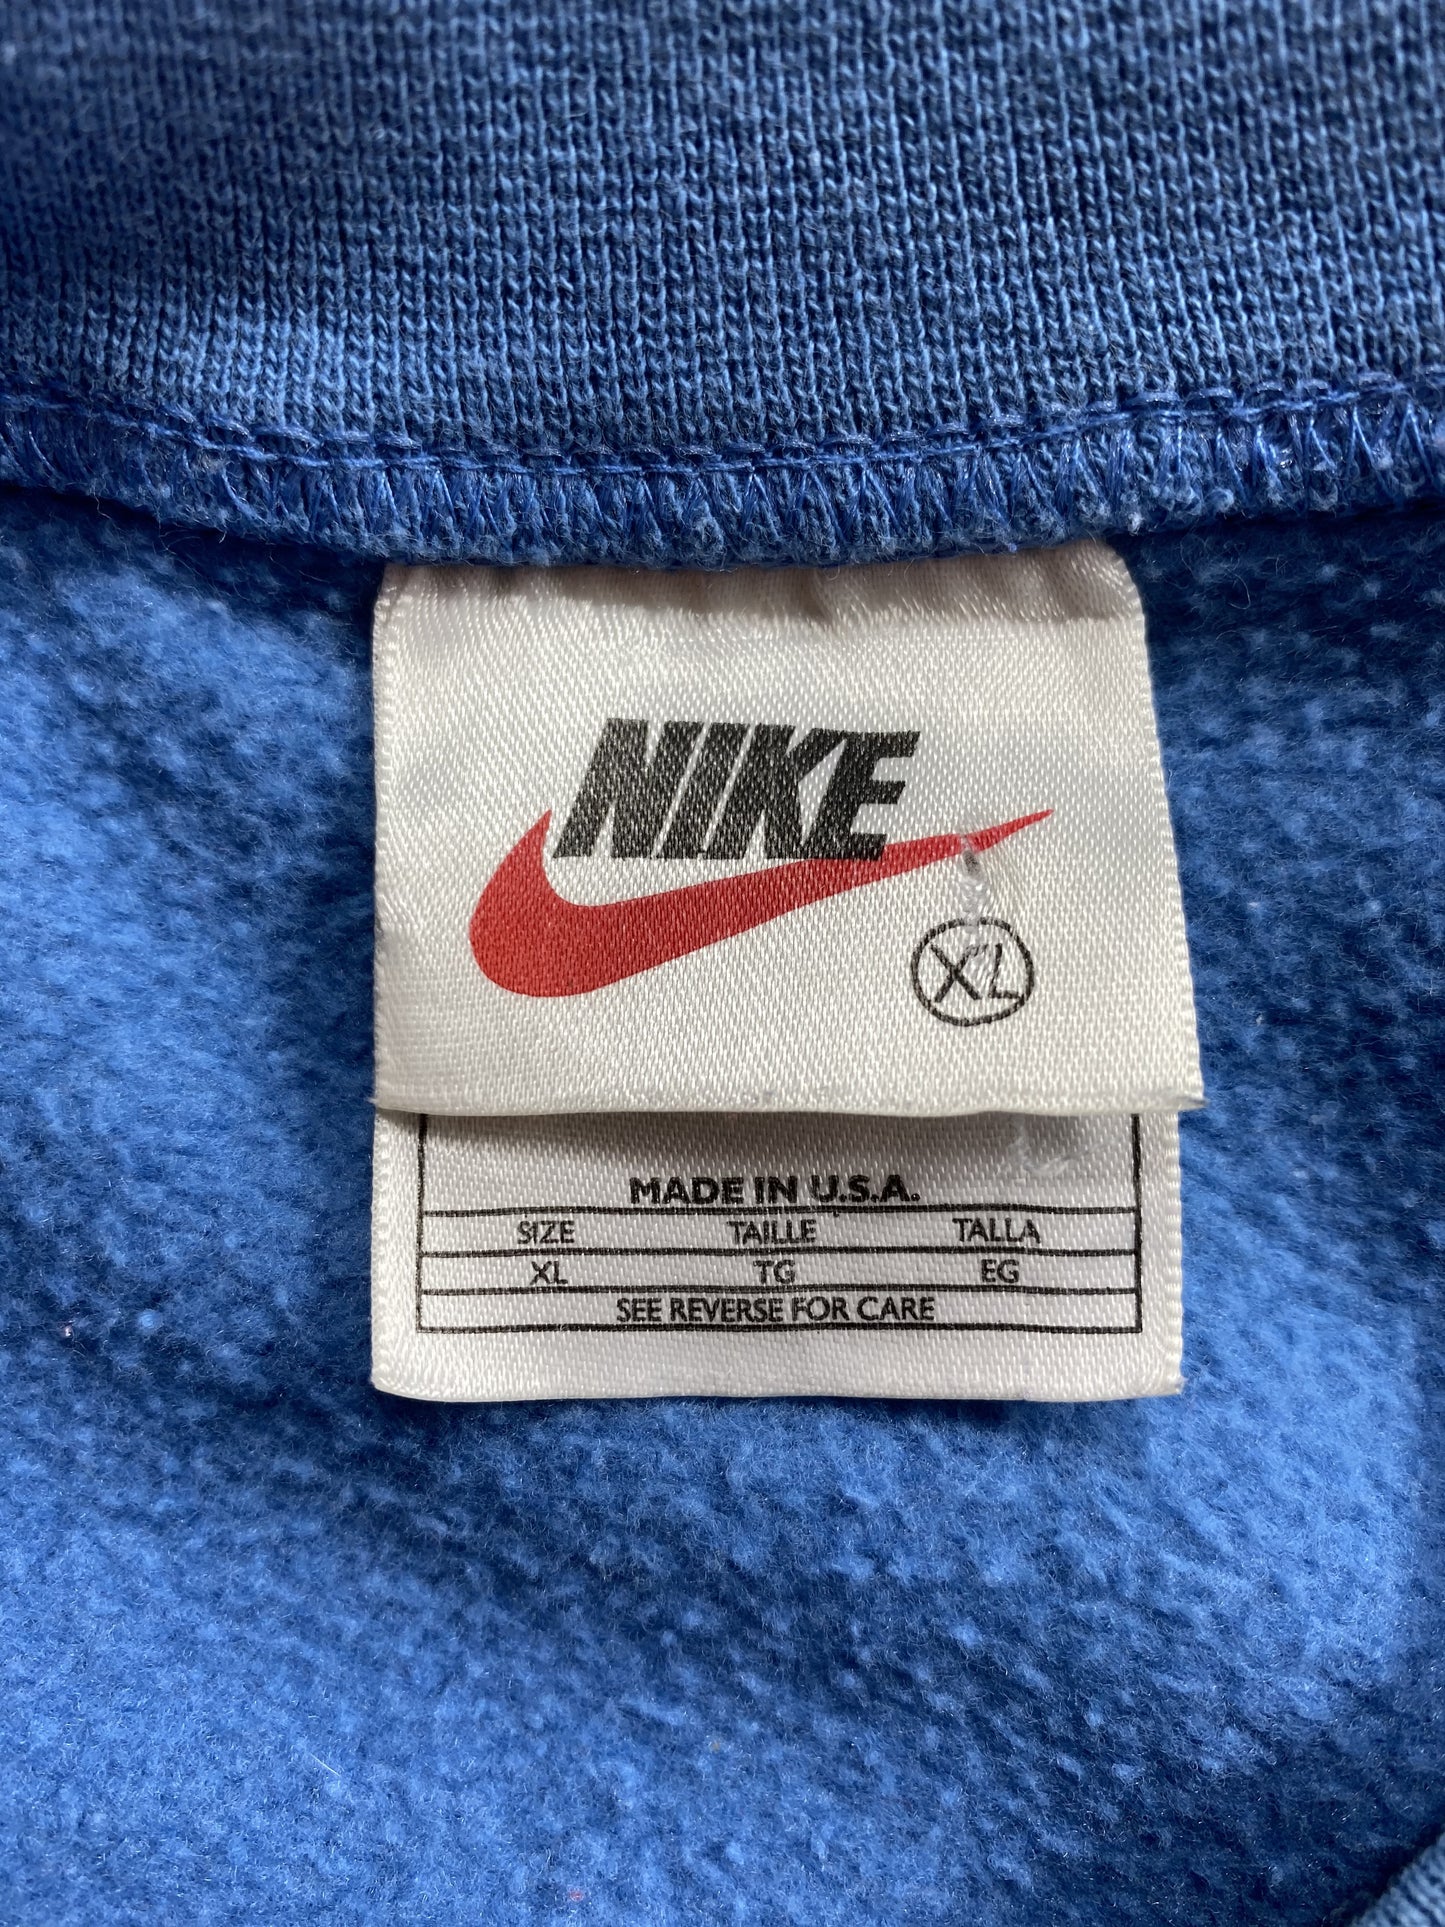 NIKE
XL
MADE IN U.S.A.
SIZE TAILLE TALLA
XL TG EG
SEE REVERSE FOR CARE